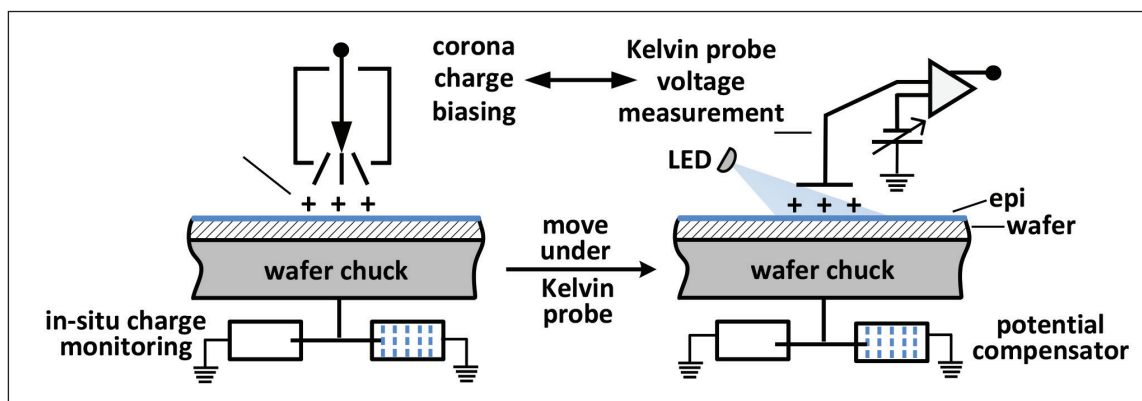 corona
charge
biasing
Kelvin probe
voltage
measurement
+ + +
wafer chuck
in-situ charge
monitoring
move
under
Kelvin
probe
LED
+ + +
epi
wafer
wafer chuck
potential
compensator